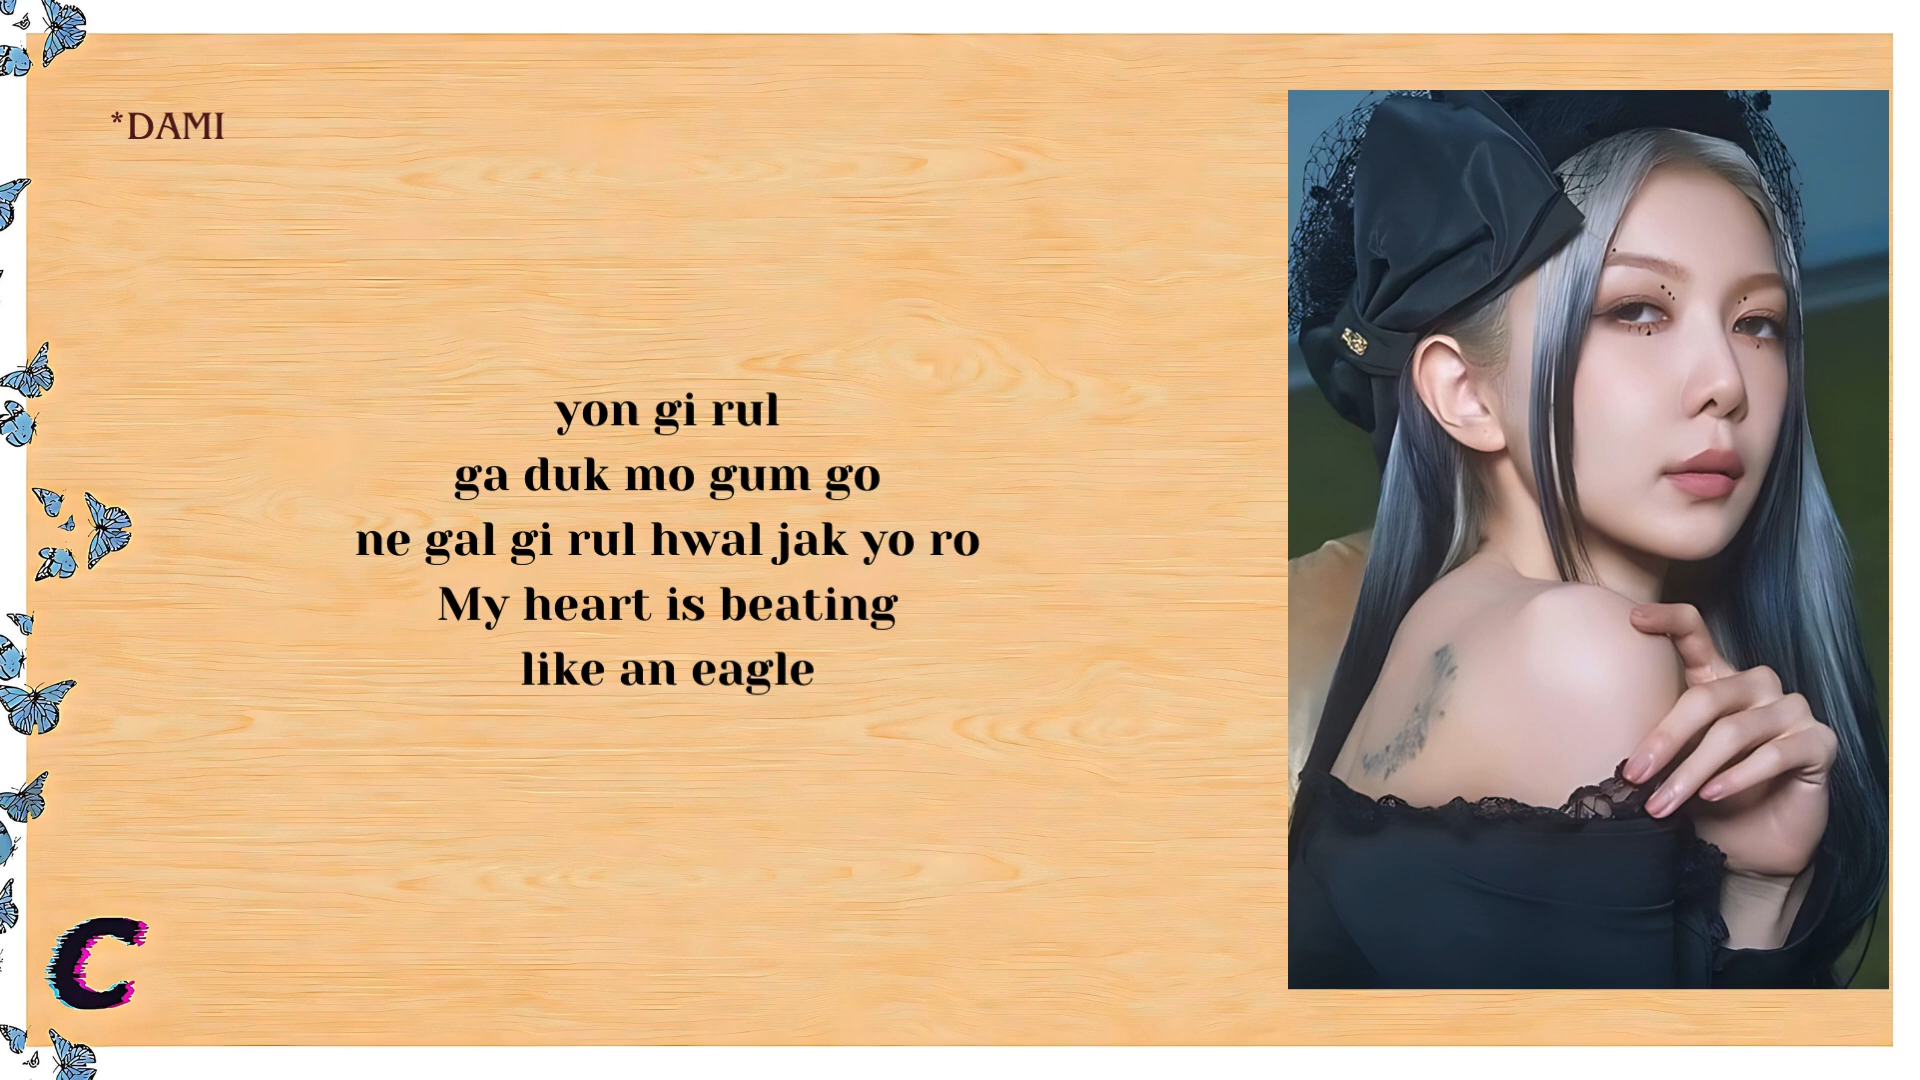 *DAMI
yon gi rul
ga duk mo gum go
ne gal gi rul hwal jak yo ro
My heart is beating
like an eagle
C